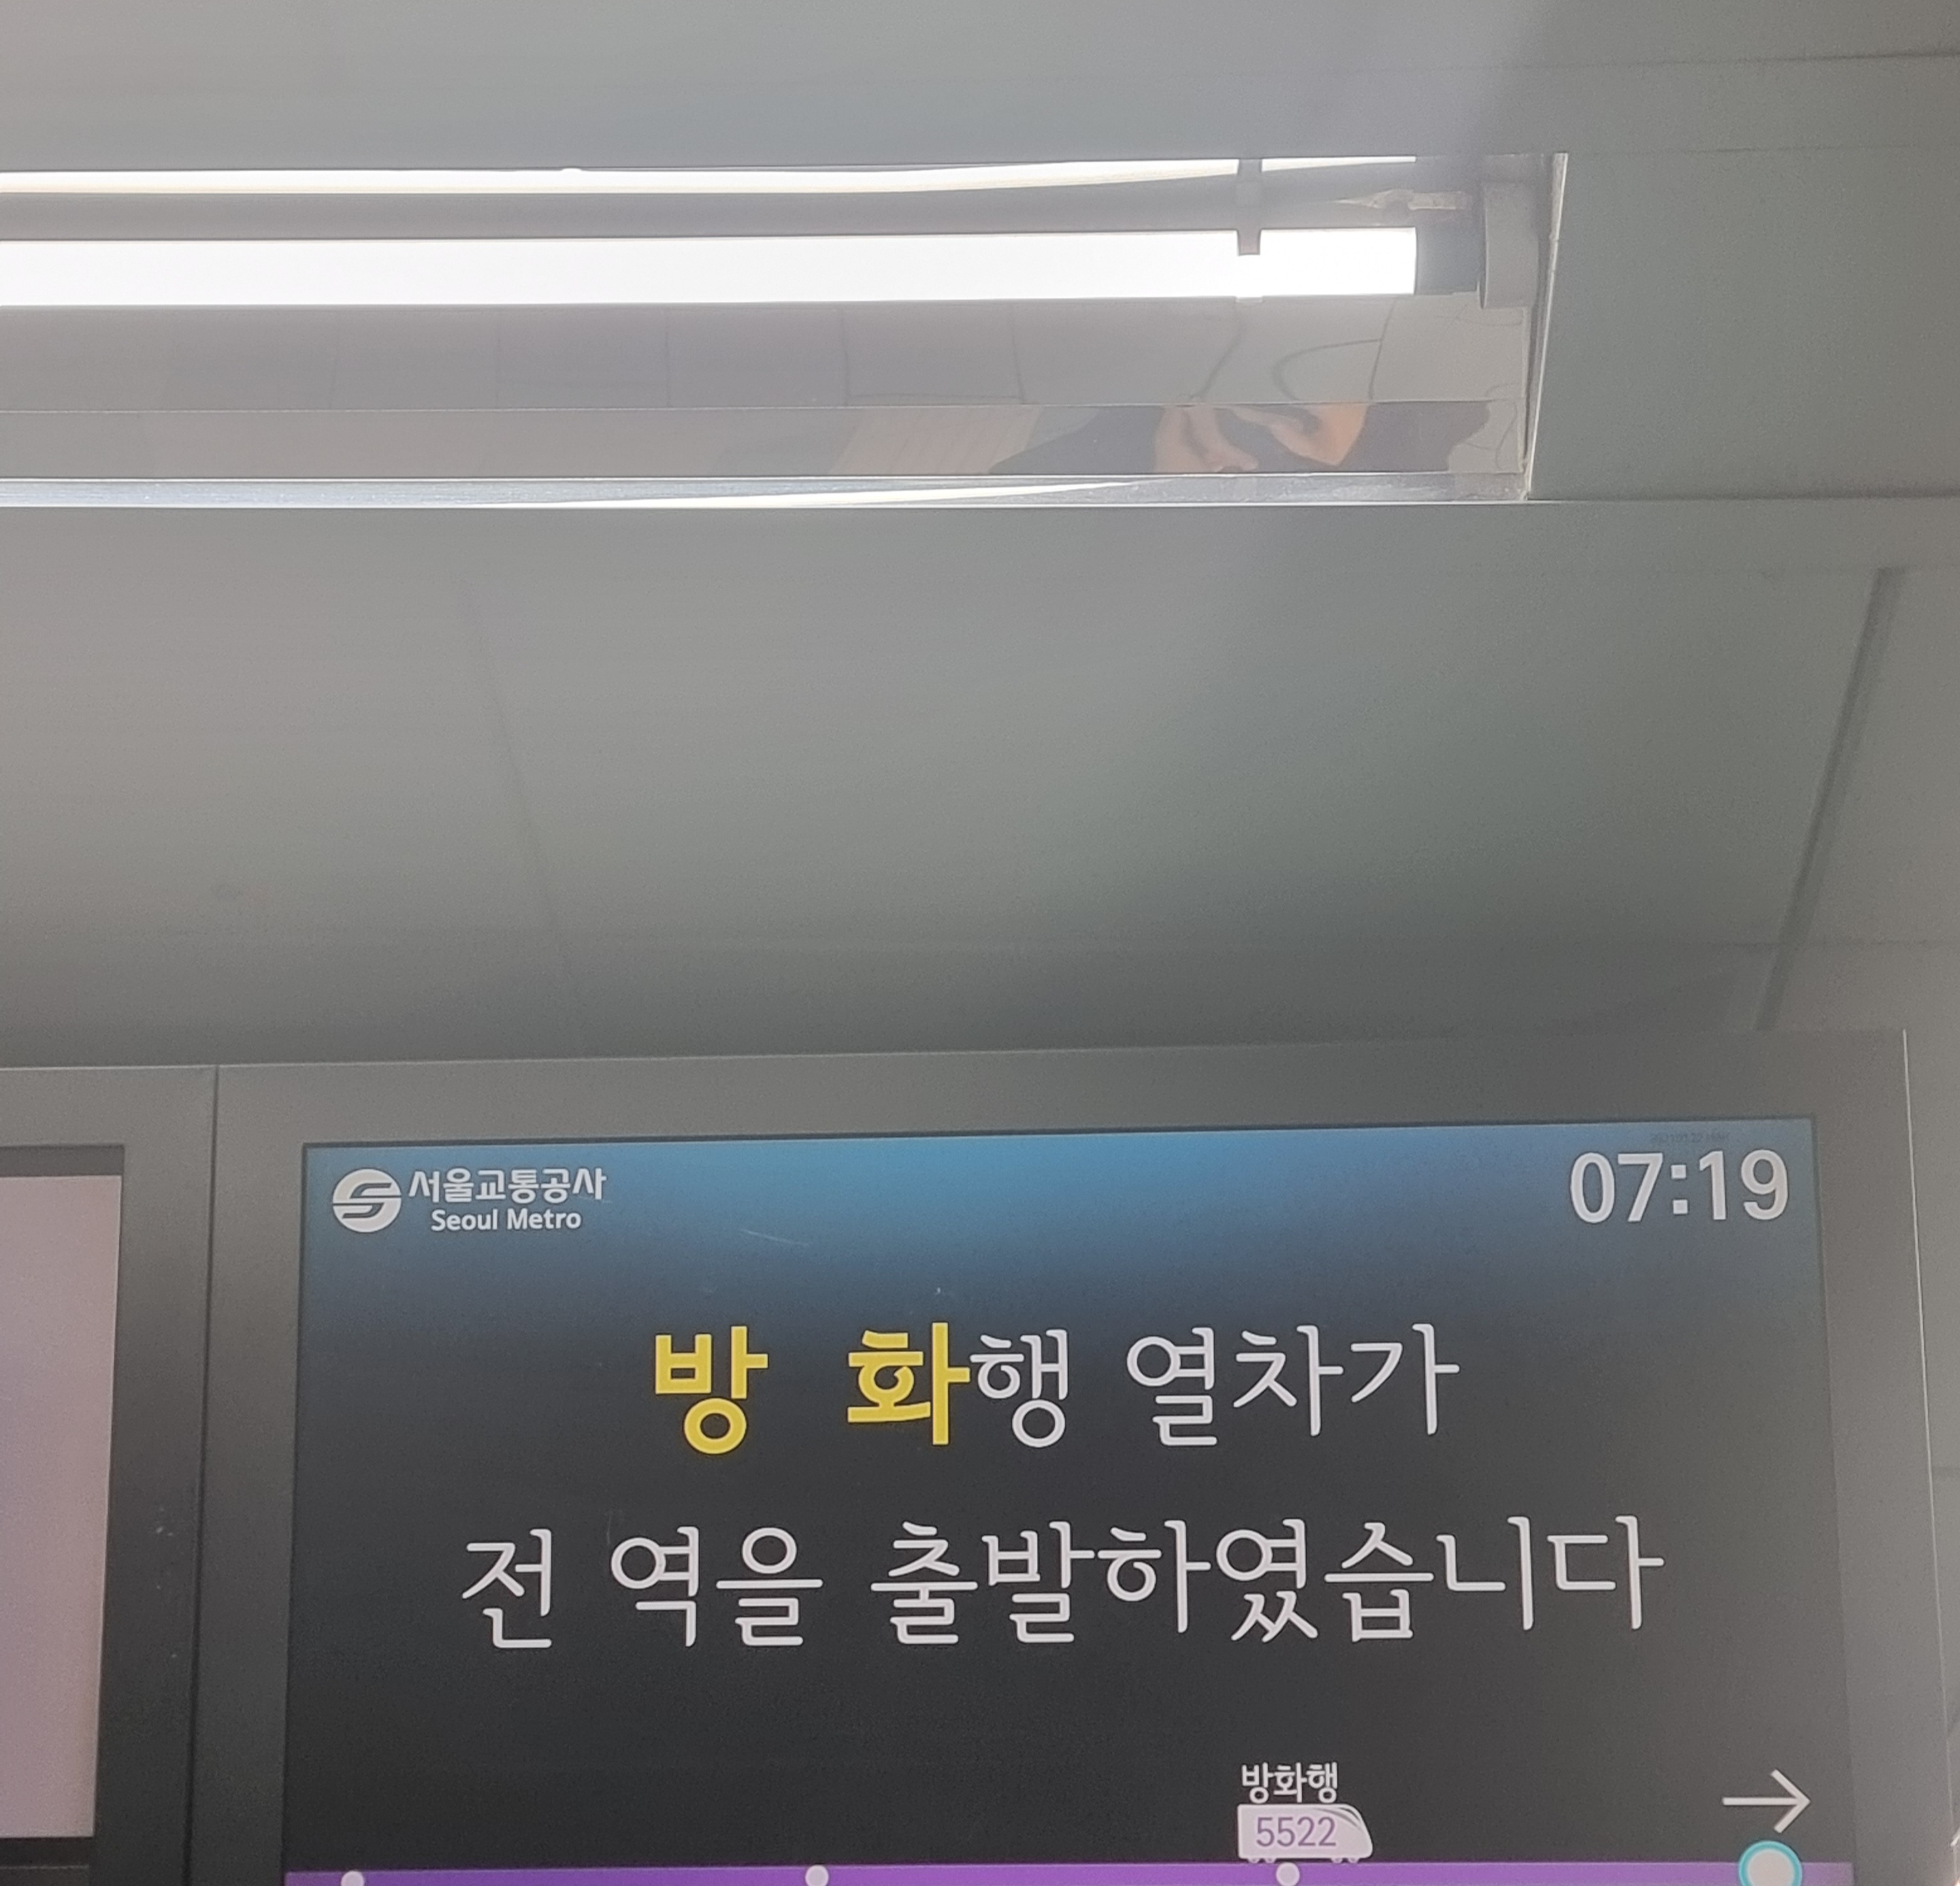 서울교통공사
Seoul Metro
07:19
방 화행 열차가
전 역을 출발하였습니다
방화행
5522